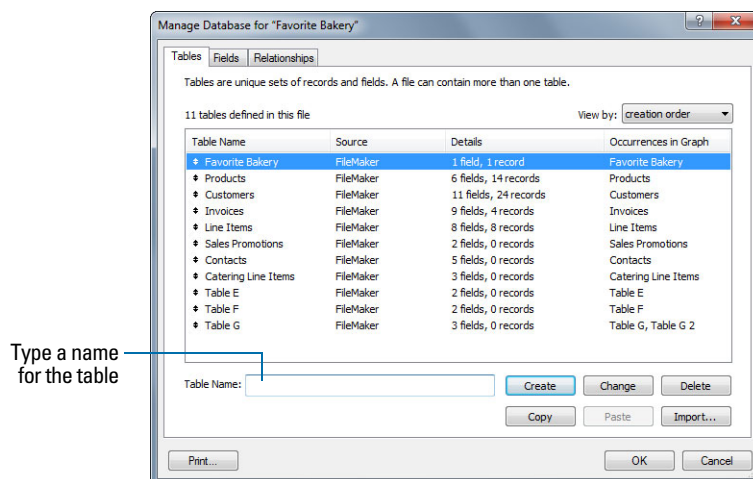 Manage Database for "Favorite Bakery"
Tables Fields Relationships
Tables are unique sets of records and fields. A file can contain more than one table.
11 tables defined in this file View by: creation order
Table Name Source Details Occurrences in Graph
Favorite Bakery FileMaker 1 field, 1 record Favorite Bakery
Products FileMaker 6 fields, 14 records Products
Customers FileMaker 11 fields, 24 records Customers
Invoices FileMaker 9 fields, 4 records Invoices
Line Items FileMaker 8 fields, 8 records Line Items
Sales Promotions FileMaker 2 fields, 0 records Sales Promotions
Contacts FileMaker 5 fields, 0 records Contacts
Catering Line Items FileMaker 3 fields, 0 records Catering Line Items
Table E FileMaker 2 fields, 0 records Table E
Table F FileMaker 2 fields, 0 records Table F
Table G FileMaker 3 fields, 0 records Table G, Table G 2
Type a name
for the table
Table Name: Create Change Delete
Copy Paste Import...
Print... OK Cancel